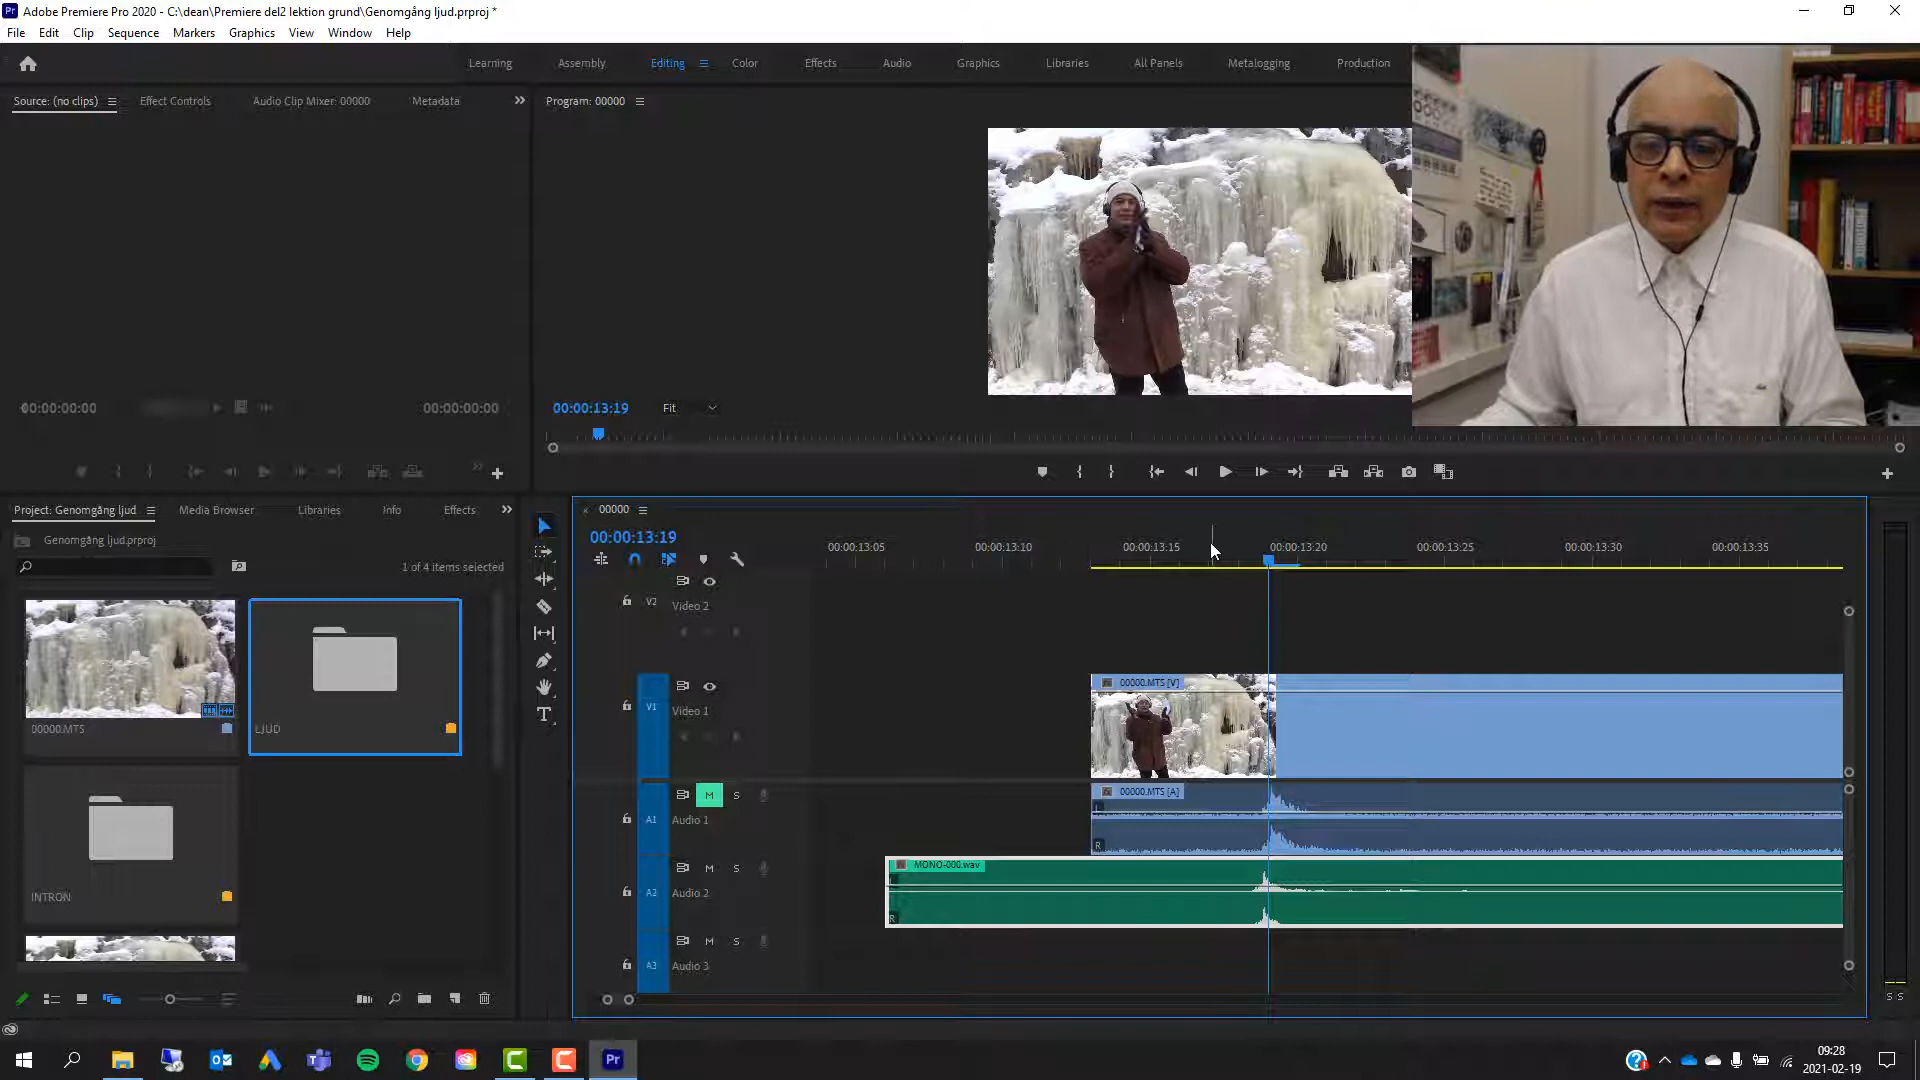 Pr Adobe Premiere Pro 2020 - C:\dean\Premiere del2 lektion grund\Genomgång ljud.prproj *
File Edit Clip Sequence Markers Graphics View Window Help
Learning Assembly Editing Color Effects Audio Graphics Libraries All Panels Metalogging Production
Source: (no clips) Effect Controls Audio Clip Mixer: 00000 Metadata
Program: 00000
00:00:00:00 00:00:00:00
00:00:13:19 Fit
Project: Genomgång ljud Media Browser Libraries Info Effects
Genomgång ljud.prproj
1 of 4 items selected
00000.MTS
LJUD
INTRON
00000
00:00:13:19
00:00:13:05 00:00:13:10 00:00:13:15 00:00:13:20 00:00:13:25 00:00:13:30 00:00:13:35
V2 Video 2
V1 Video 1
00000.MTS [V]
M S
A1 Audio 1
00000.MTS [A]
L
R
M S
A2 Audio 2
MONO-000.wav
R
M S
A3 Audio 3
S S
T
Pr
09:28
2021-02-19